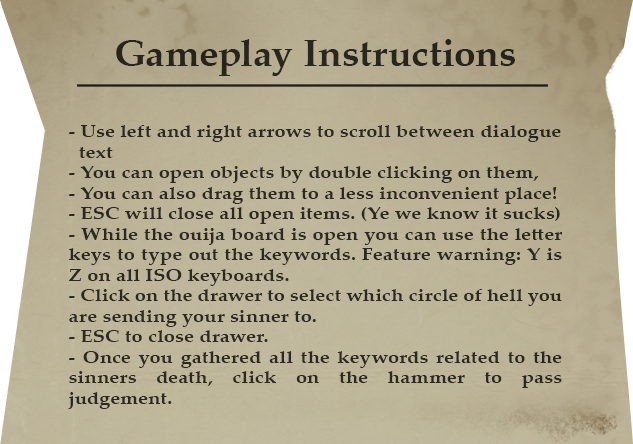 Gameplay Instructions
- Use left and right arrows to scroll between dialogue
text
- You can open objects by double clicking on them,
- You can also drag them to a less inconvenient place!
- ESC will close all open items. (Ye we know it sucks)
- While the ouija board is open you can use the letter
keys to type out the keywords. Feature warning: Y is
Z on all ISO keyboards.
- Click on the drawer to select which circle of hell you
are sending your sinner to.
- ESC to close drawer.
- Once you gathered all the keywords related to the
sinners death, click on the hammer to pass
judgement.